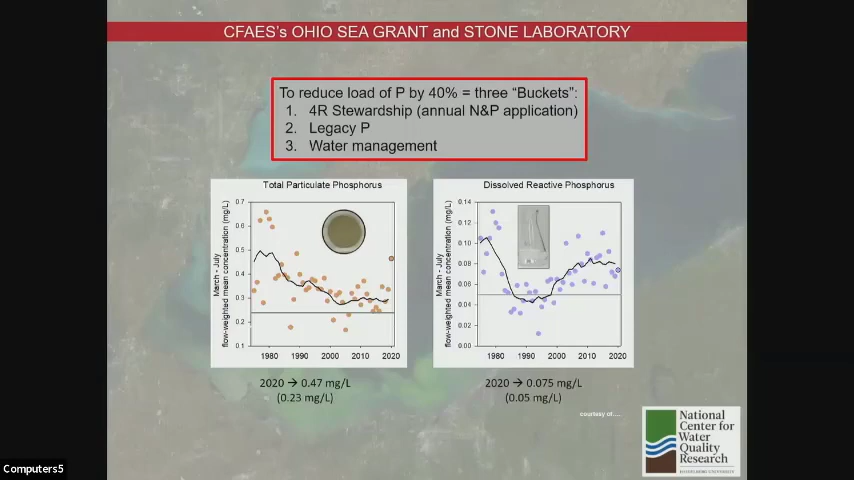 CFAES's OHIO SEA GRANT and STONE LABORATORY
To reduce load of P by 40% = three “Buckets”:
1. 4R Stewardship (annual N&P application)
2. Legacy P
3. Water management
Total Particulate Phosphorus
March - July
flow-weighted mean concentration (mg/L)
0.7
0.6
0.5
0.4
0.3
0.2
0.1
1980 1990 2000 2010 2020
2020 → 0.47 mg/L
(0.23 mg/L)
Dissolved Reactive Phosphorus
March - July
flow-weighted mean concentration (mg/L)
0.14
0.12
0.10
0.08
0.06
0.04
0.02
0.00
1980 1990 2000 2010 2020
2020 → 0.075 mg/L
(0.05 mg/L)
courtesy of....
National
Center for
Water
Quality
Research
HEIDELBERG UNIVERSITY
Computers5